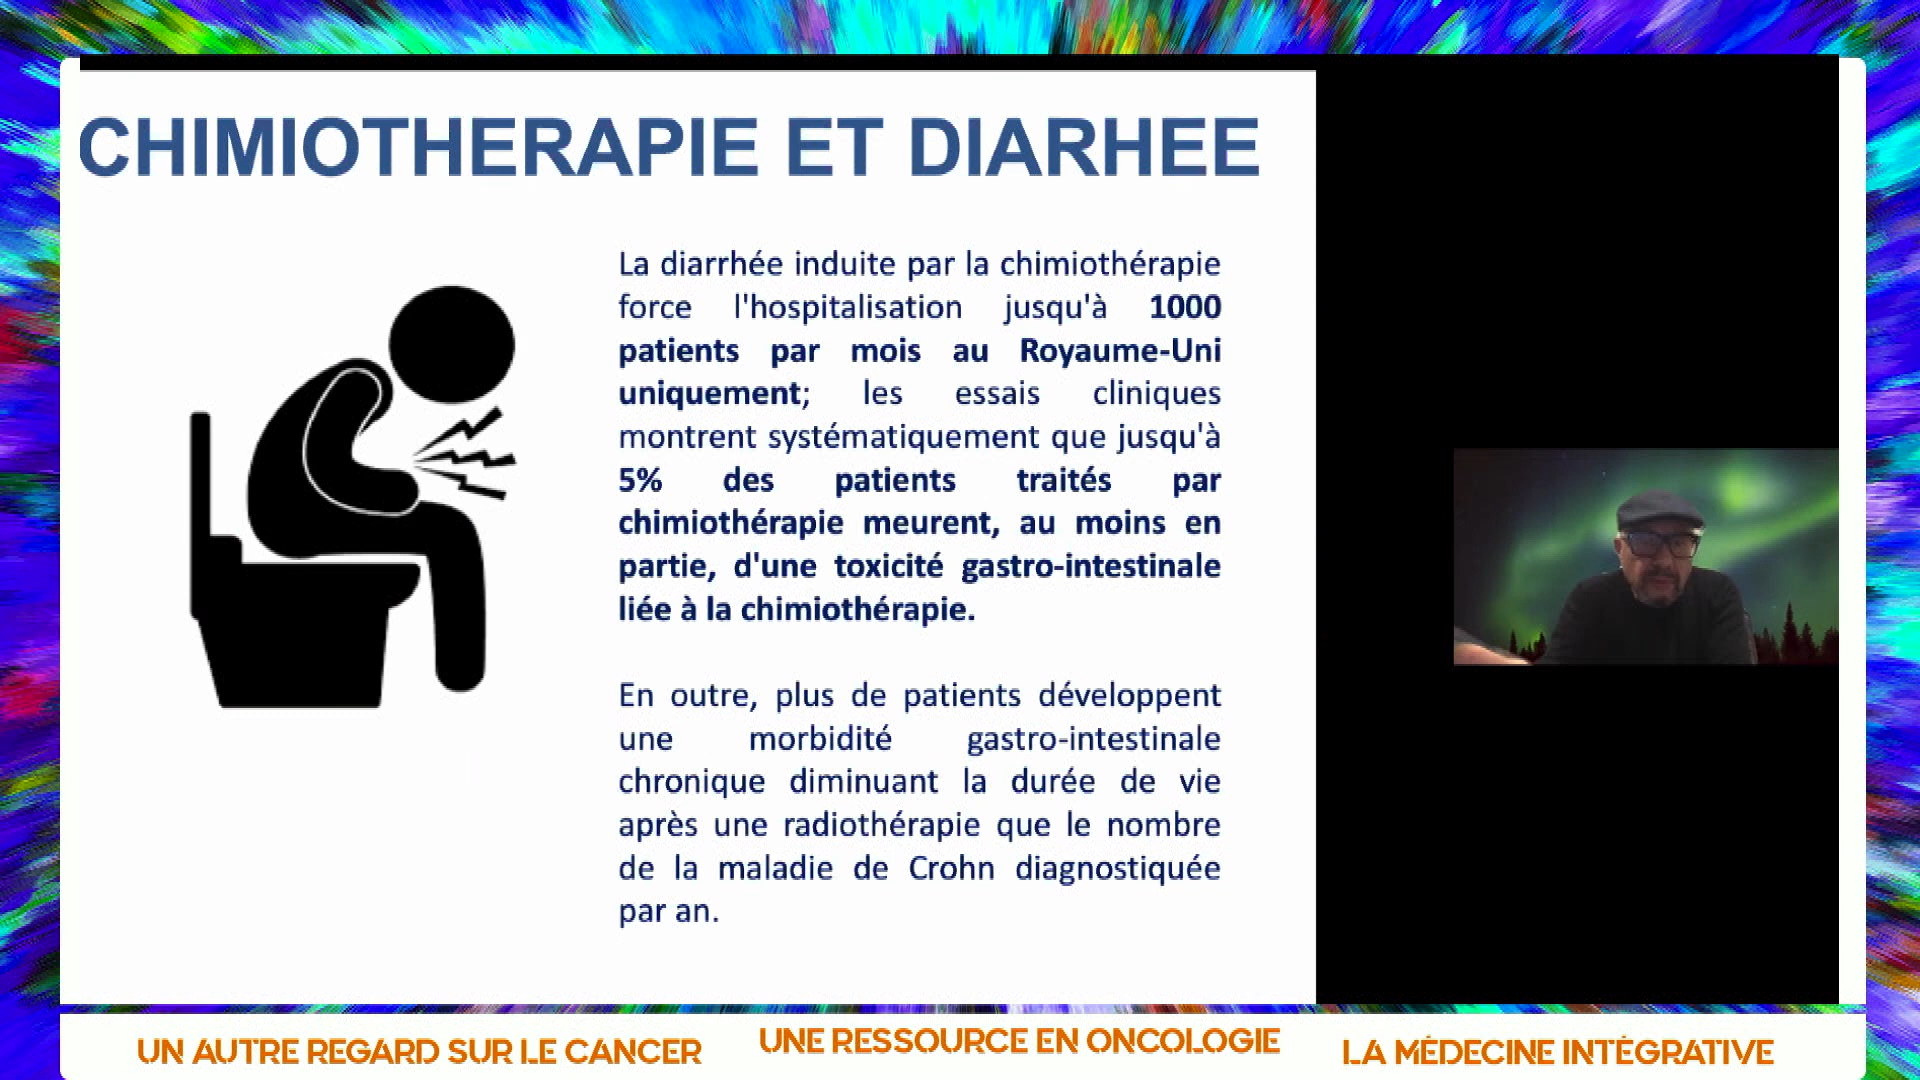 CHIMIOTHERAPIE ET DIARHEE
La diarrhée induite par la chimiothérapie
force l'hospitalisation jusqu'à 1000
patients par mois au Royaume-Uni
uniquement; les essais cliniques
montrent systématiquement que jusqu'à
5% des patients traités par
chimiothérapie meurent, au moins en
partie, d'une toxicité gastro-intestinale
liée à la chimiothérapie.
En outre, plus de patients développent
une morbidité gastro-intestinale
chronique diminuant la durée de vie
après une radiothérapie que le nombre
de la maladie de Crohn diagnostiquée
par an.
UN AUTRE REGARD SUR LE CANCER
UNE RESSOURCE EN ONCOLOGIE
LA MÉDECINE INTÉGRATIVE